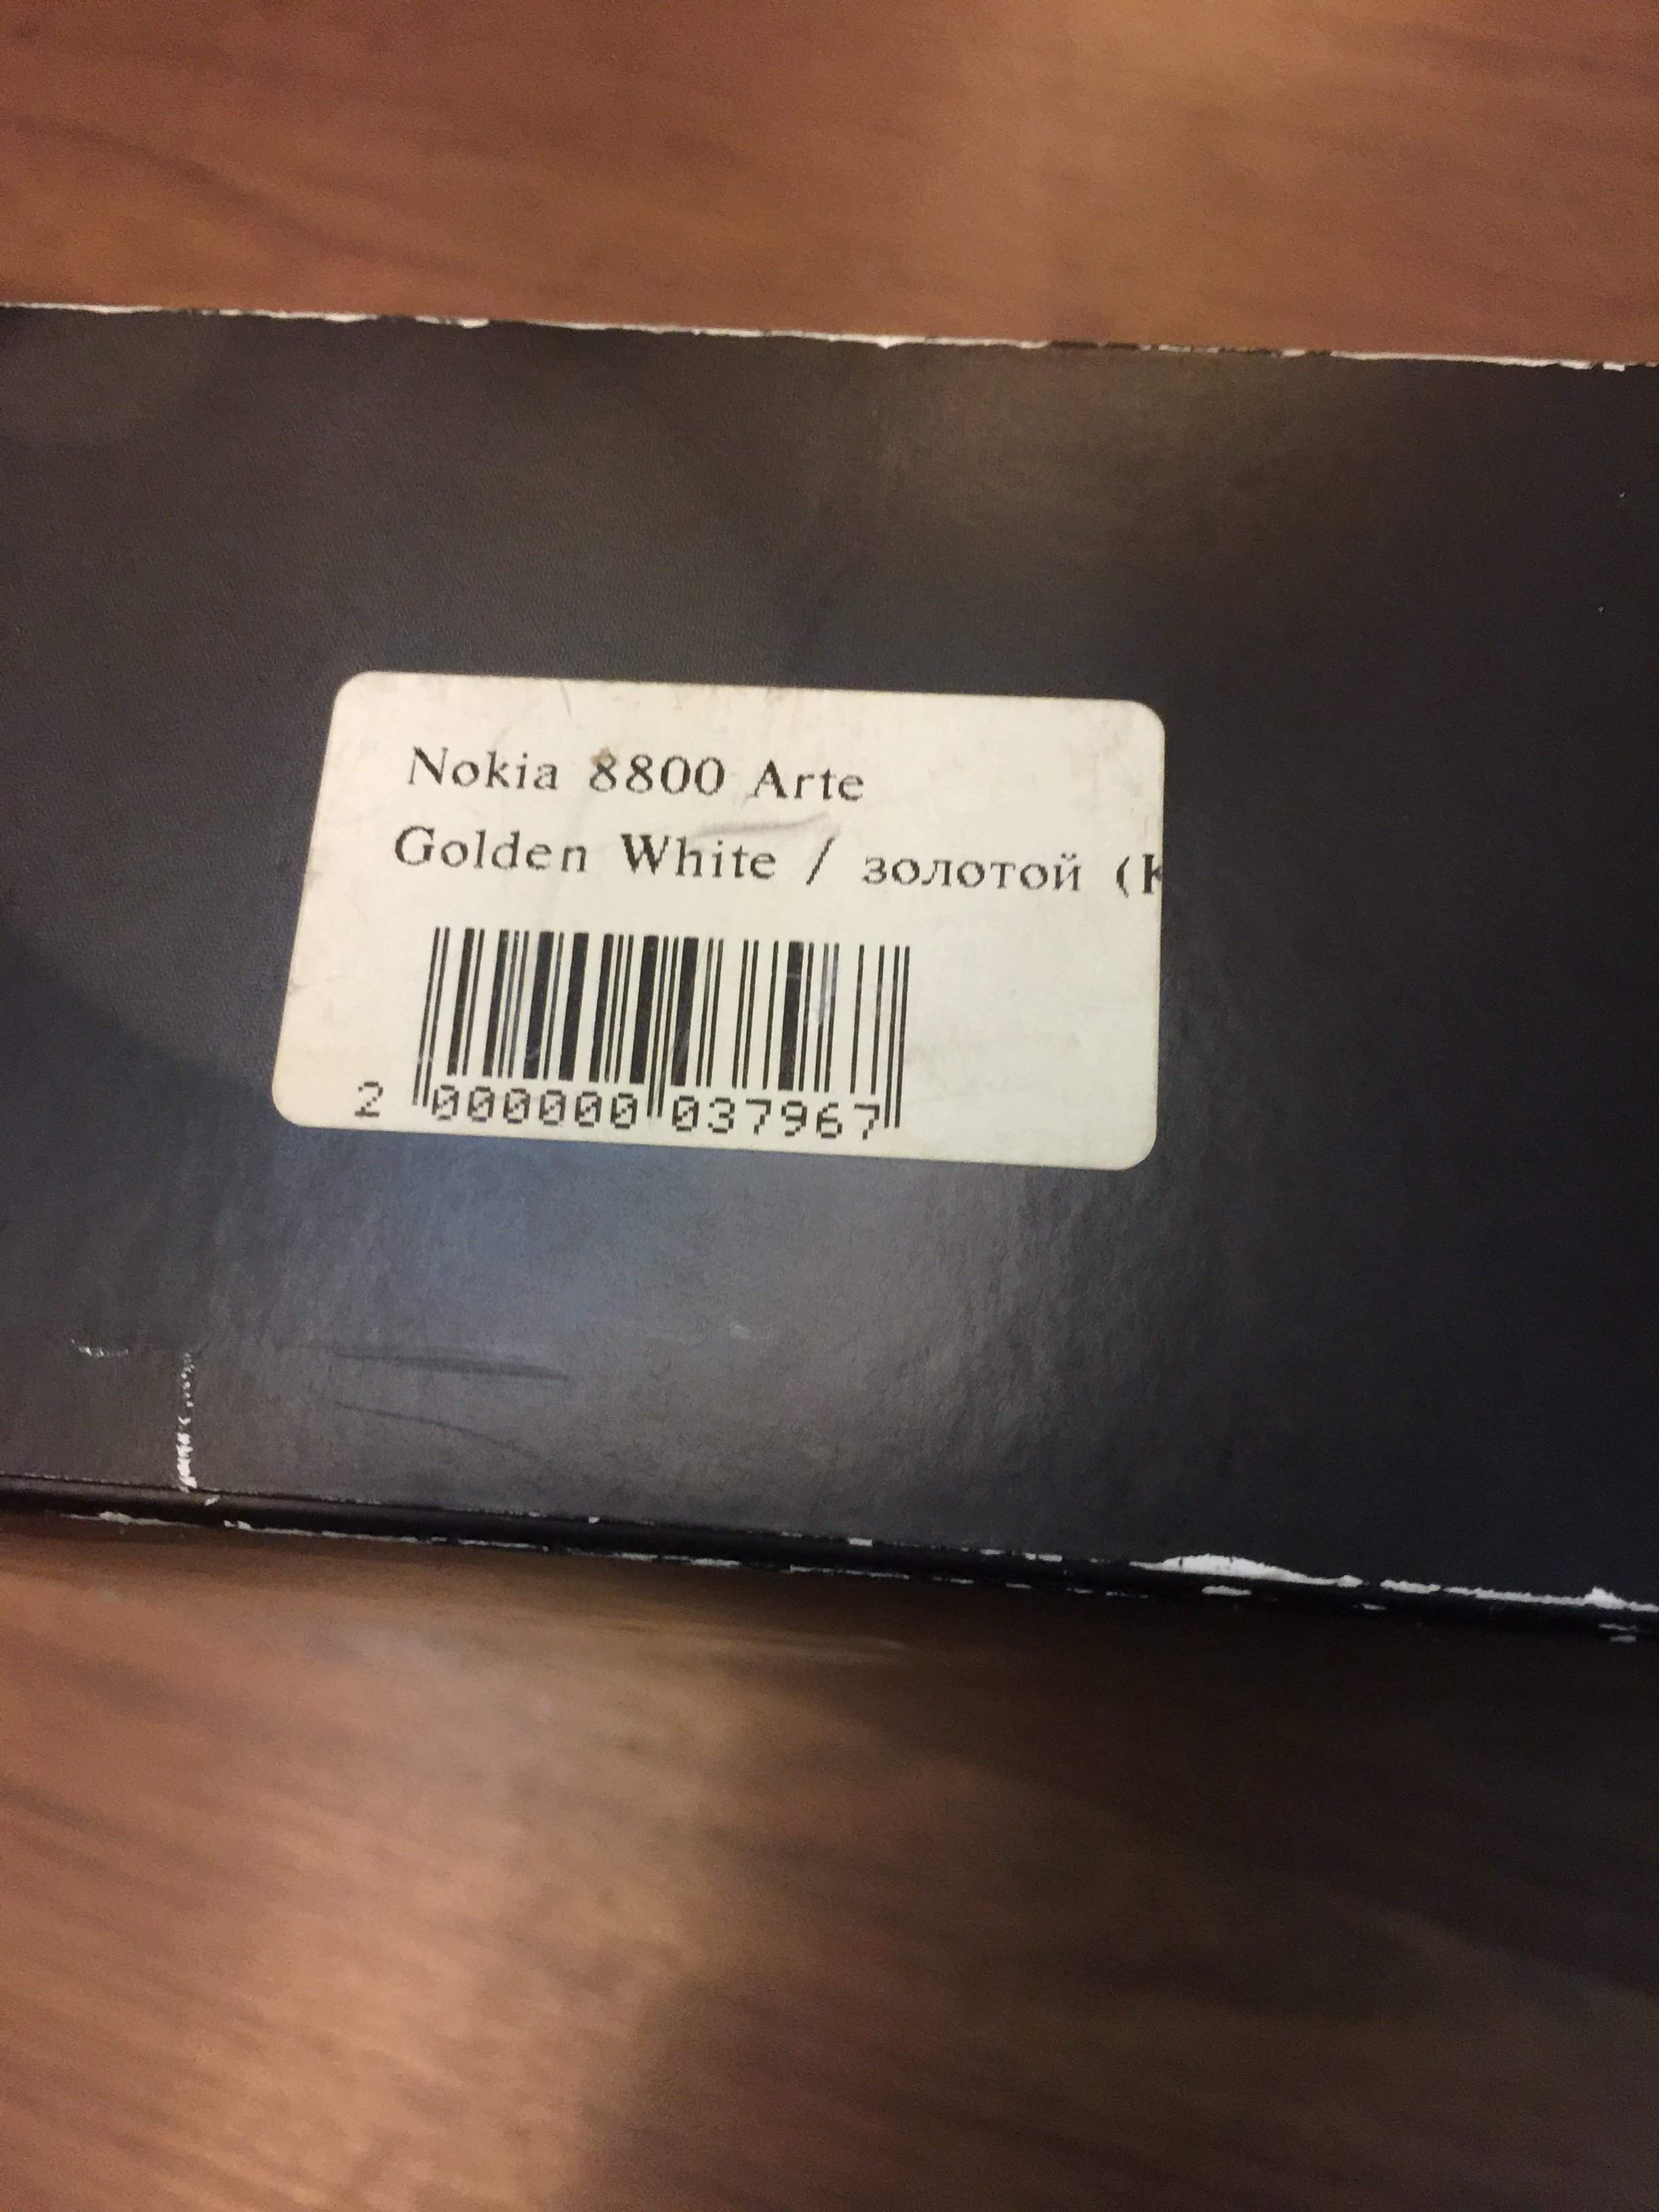 Nokia 8800 Arte
Golden White / золотой (К
2 000000 037967